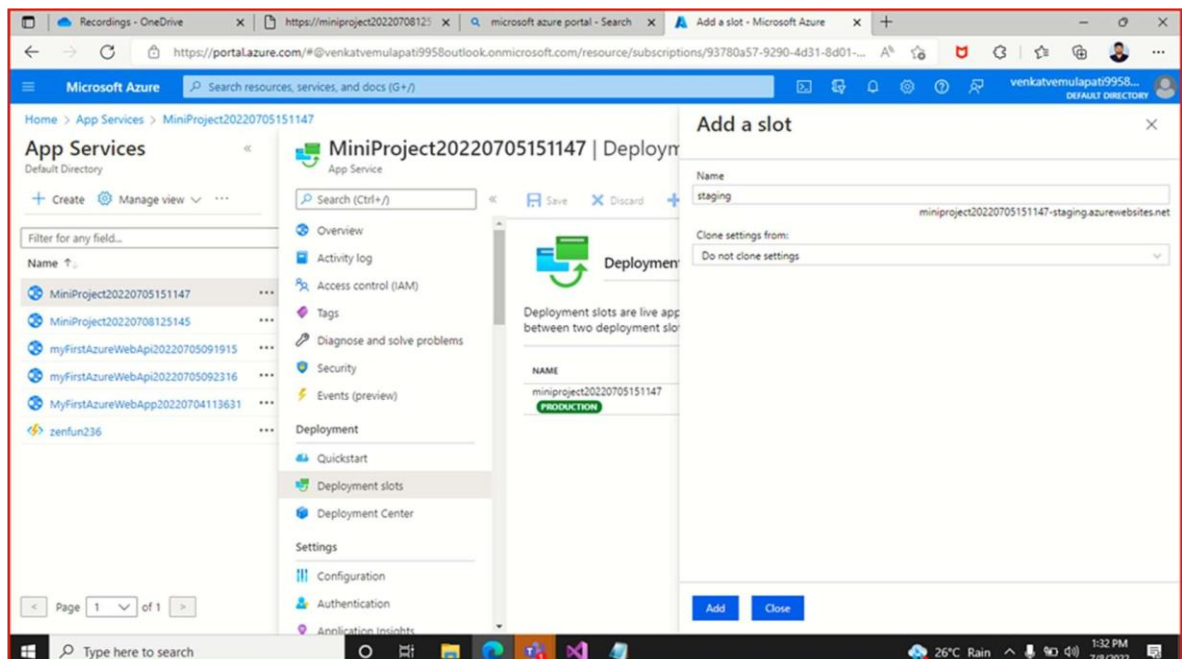 Recordings - OneDrive
https://miniproject20220708125
microsoft azure portal - Search
Add a slot - Microsoft Azure
https://portal.azure.com/#@venkatvemulapati9958outlook.onmicrosoft.com/resource/subscriptions/93780a57-9290-4d31-8d01-...
Microsoft Azure
Search resources, services, and docs (G+/)
venkatvemulapati9958...
DEFAULT DIRECTORY
Home > App Services > MiniProject20220705151147
App Services
Default Directory
Create
Manage view
Filter for any field...
Name ↑
MiniProject20220705151147
MiniProject20220708125145
myFirstAzureWebApi20220705091915
myFirstAzureWebApi20220705092316
MyFirstAzureWebApp20220704113631
zenfun236
< Page 1 of 1 >
MiniProject20220705151147 | Deploym
App Service
Search (Ctrl+/)
Overview
Activity log
Access control (IAM)
Tags
Diagnose and solve problems
Security
Events (preview)
Deployment
Quickstart
Deployment slots
Deployment Center
Settings
Configuration
Authentication
Application Insights
Save
Discard
Deploymen
Deployment slots are live app
between two deployment slo
NAME
miniproject20220705151147
PRODUCTION
Add a slot
Name
staging
miniproject20220705151147-staging.azurewebsites.net
Clone settings from:
Do not clone settings
Add
Close
Type here to search
26°C Rain
1:32 PM
7/8/2022